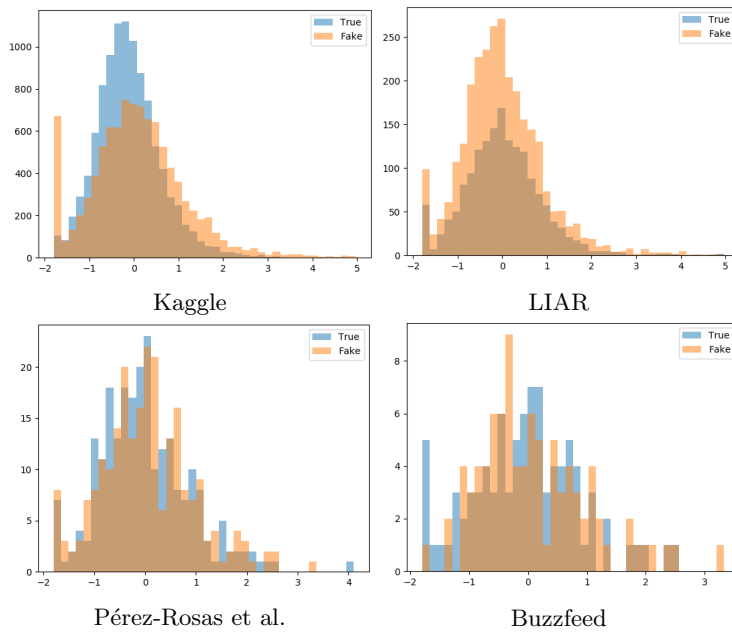 True
Fake
1000
800
600
400
200
0
−2 −1 0 1 2 3 4 5
Kaggle
True
Fake
250
200
150
100
50
0
−2 −1 0 1 2 3 4 5
LIAR
True
Fake
20
15
10
5
0
−2 −1 0 1 2 3 4
Pérez-Rosas et al.
True
Fake
8
6
4
2
0
−2 −1 0 1 2 3
Buzzfeed